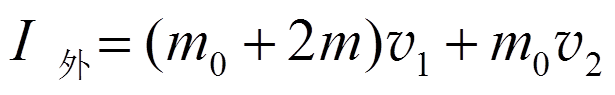 I 外 = (m₀ + 2m)v₁ + m₀v₂